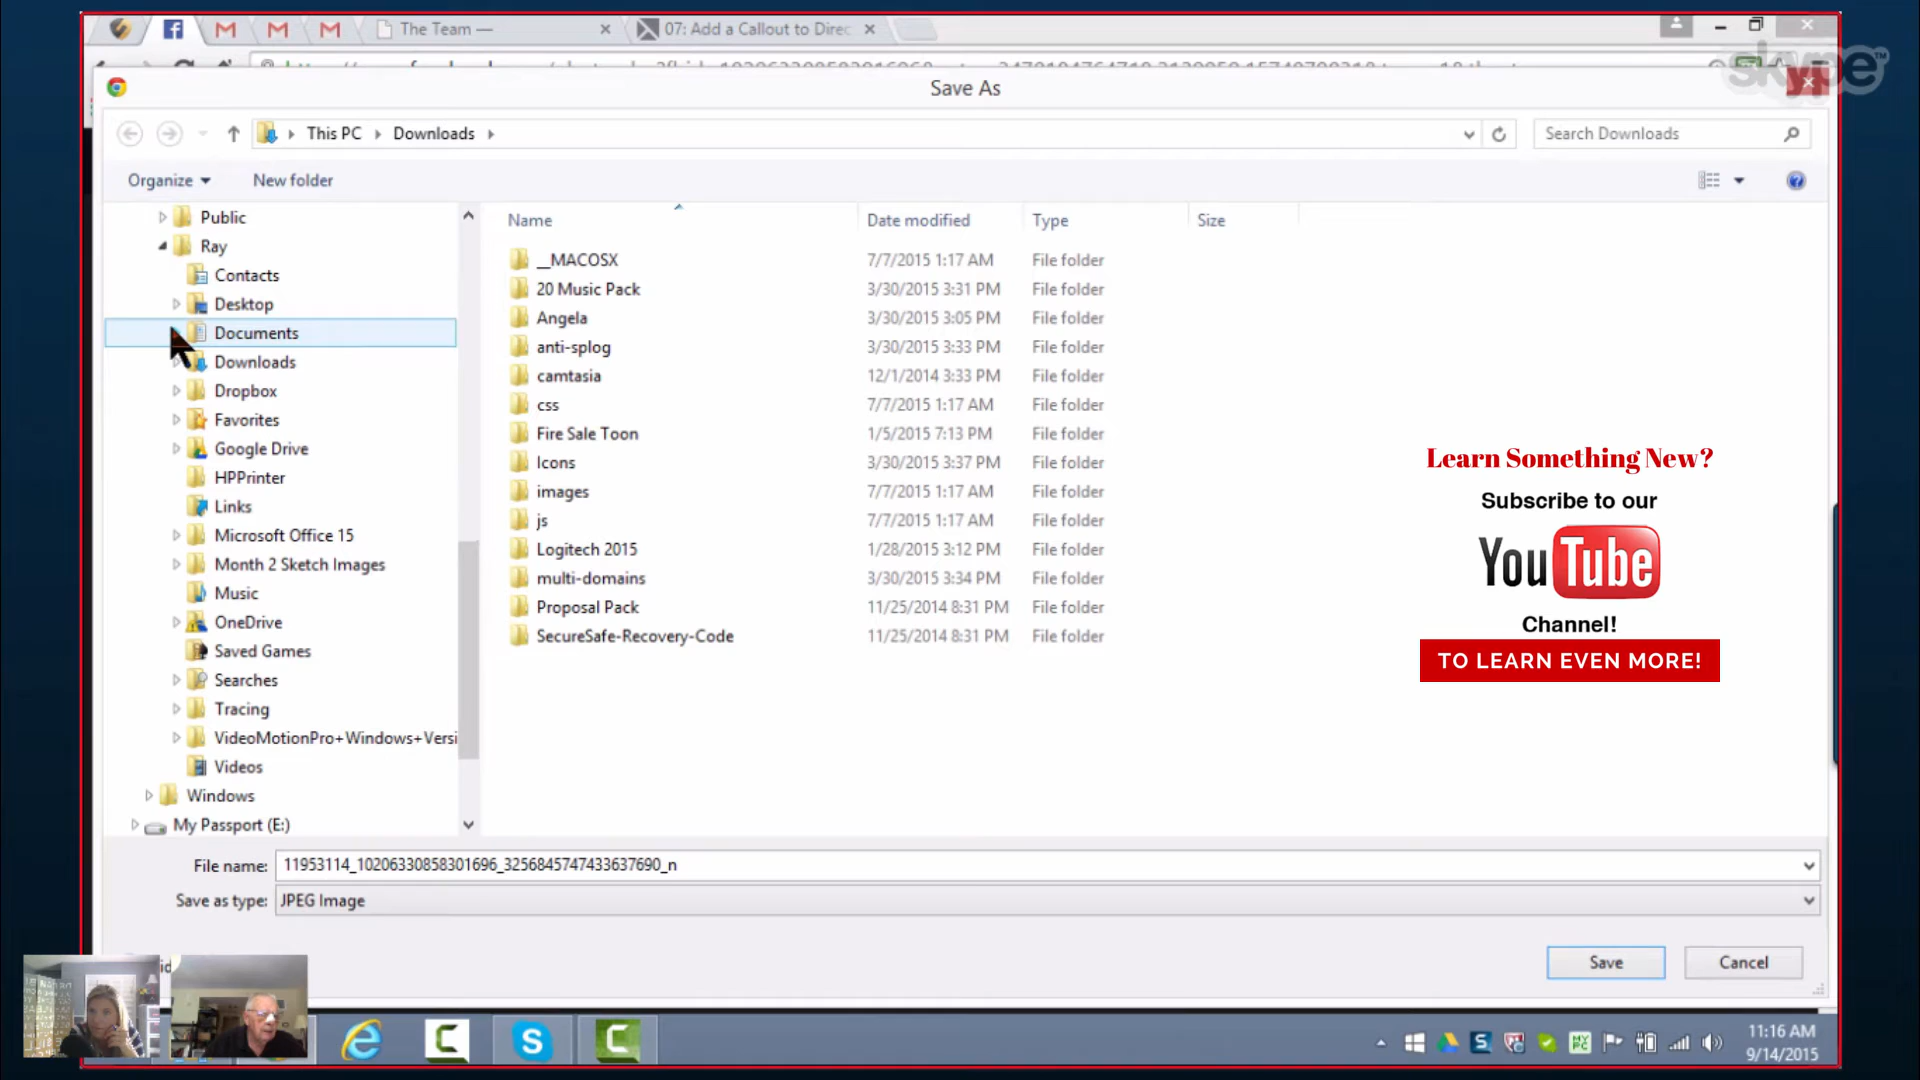 The Team —
07: Add a Callout to Direc
skype™
Save As
This PC
Downloads
Search Downloads
Organize
New folder
Public
Ray
Contacts
Desktop
Documents
Downloads
Dropbox
Favorites
Google Drive
HPPrinter
Links
Microsoft Office 15
Month 2 Sketch Images
Music
OneDrive
Saved Games
Searches
Tracing
VideoMotionPro+Windows+Versi
Videos
Windows
My Passport (E:)
Name Date modified Type Size
__MACOSX 7/7/2015 1:17 AM File folder
20 Music Pack 3/30/2015 3:31 PM File folder
Angela 3/30/2015 3:05 PM File folder
anti-splog 3/30/2015 3:33 PM File folder
camtasia 12/1/2014 3:33 PM File folder
css 7/7/2015 1:17 AM File folder
Fire Sale Toon 1/5/2015 7:13 PM File folder
Icons 3/30/2015 3:37 PM File folder
images 7/7/2015 1:17 AM File folder
js 7/7/2015 1:17 AM File folder
Logitech 2015 1/28/2015 3:12 PM File folder
multi-domains 3/30/2015 3:34 PM File folder
Proposal Pack 11/25/2014 8:31 PM File folder
SecureSafe-Recovery-Code 11/25/2014 8:31 PM File folder
Learn Something New?
Subscribe to our
YouTube
Channel!
TO LEARN EVEN MORE!
File name: 11953114_10206330858301696_3256845747433637690_n
Save as type: JPEG Image
Save
Cancel
11:16 AM
9/14/2015